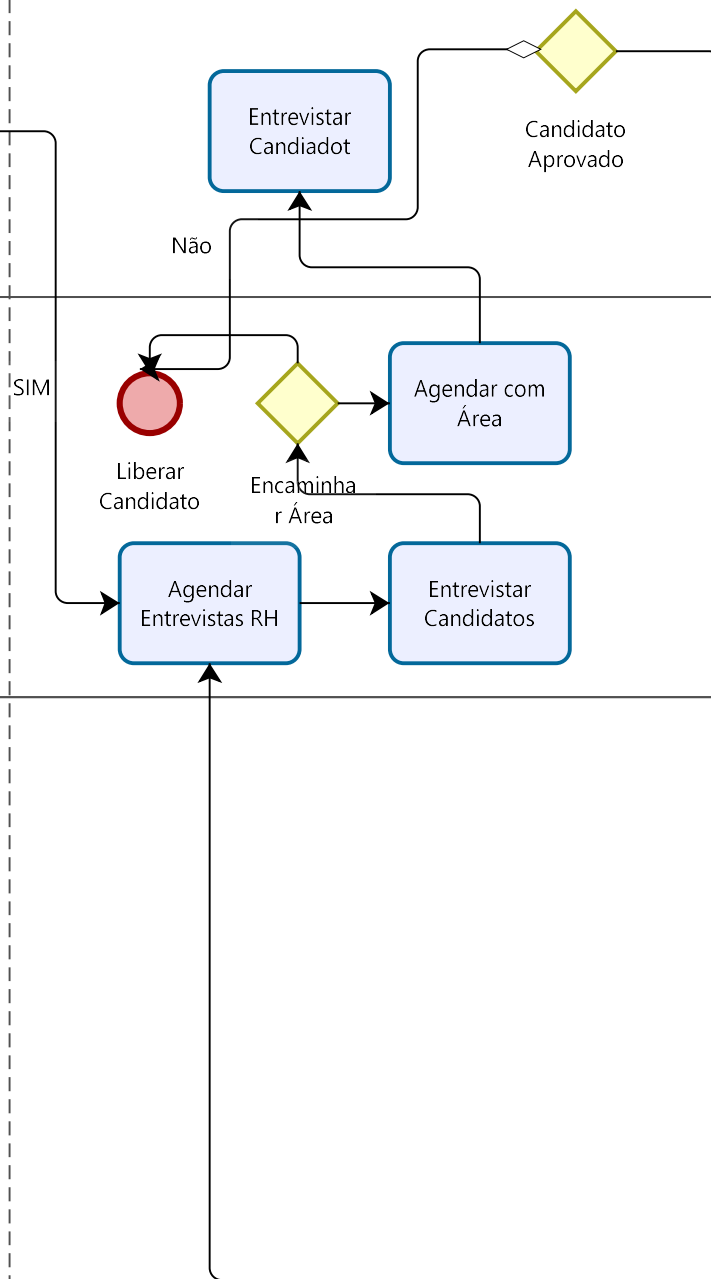 Entrevistar
Candiadot
Candidato
Aprovado
Não
SIM
Agendar com
Área
Liberar
Candidato
Encaminha
r Área
Agendar
Entrevistas RH
Entrevistar
Candidatos